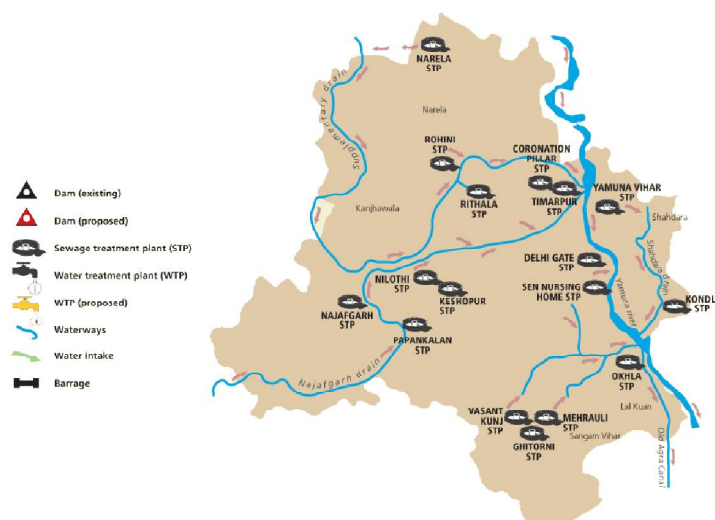 Dam (existing)
Dam (proposed)
Sewage treatment plant (STP)
Water treatment plant (WTP)
WTP (proposed)
Waterways
Water intake
Barrage
NARELA
STP
Supplementary drain
Narela
ROHINI
STP
CORONATION
PILLAR
STP
TIMARPUR
STP
YAMUNA VIHAR
STP
RITHALA
STP
Kanjhawala
Shahdara
Shahdara drain
DELHI GATE
STP
SEN NURSING
HOME STP
Yamuna river
KONDLI
STP
NILOTHI
STP
KESHOPUR
STP
NAJAFGARH
STP
PAPANKALAN
STP
Najafgarh drain
OKHLA
STP
Lal Kuan
VASANT
KUNJ
STP
MEHRAULI
STP
GHITORNI
STP
Sangam Vihar
Old Agra Canal